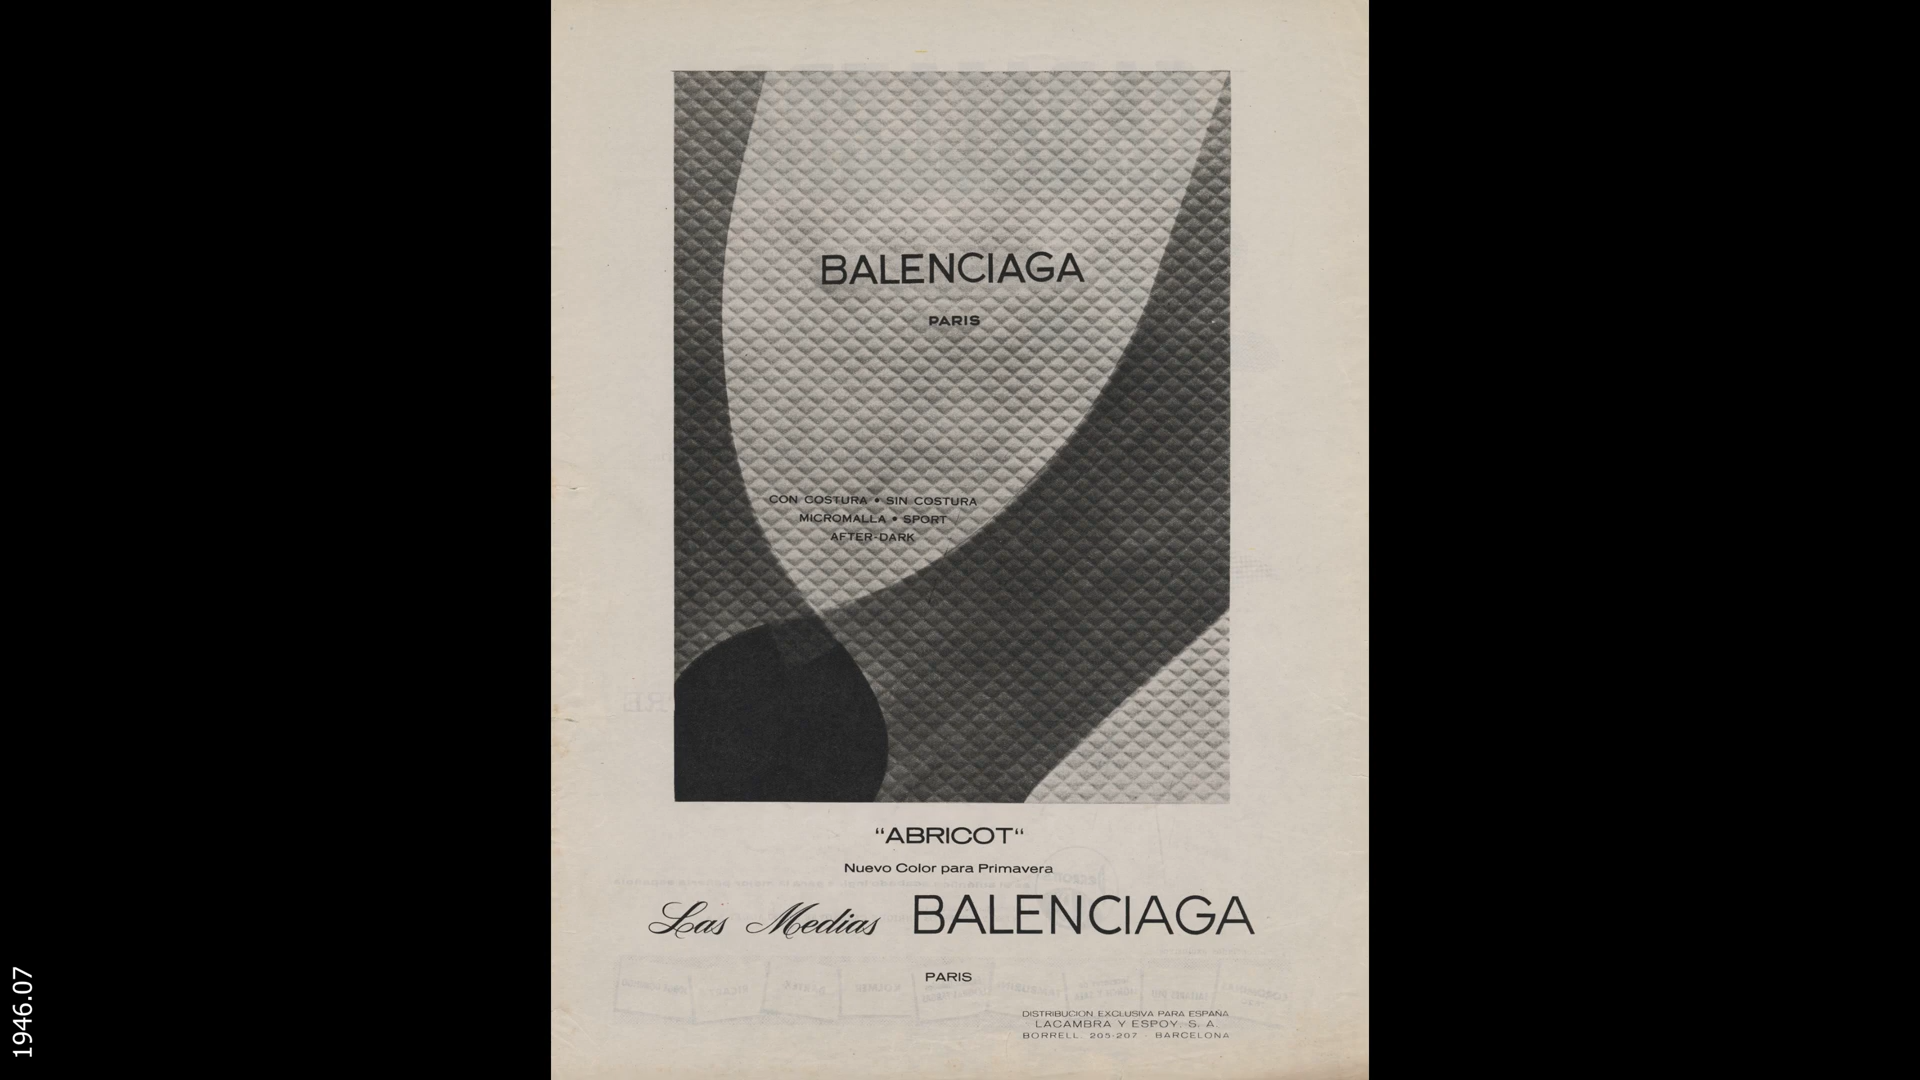 BALENCIAGA
PARIS
CON COSTURA • SIN COSTURA
MICROMALLA • SPORT
AFTER-DARK
“ABRICOT“
Nuevo Color para Primavera
Las Medias BALENCIAGA
PARIS
DISTRIBUCION EXCLUSIVA PARA ESPAÑA
LACAMBRA Y ESPOY, S. A.
BORRELL, 205-207 - BARCELONA
1946.07